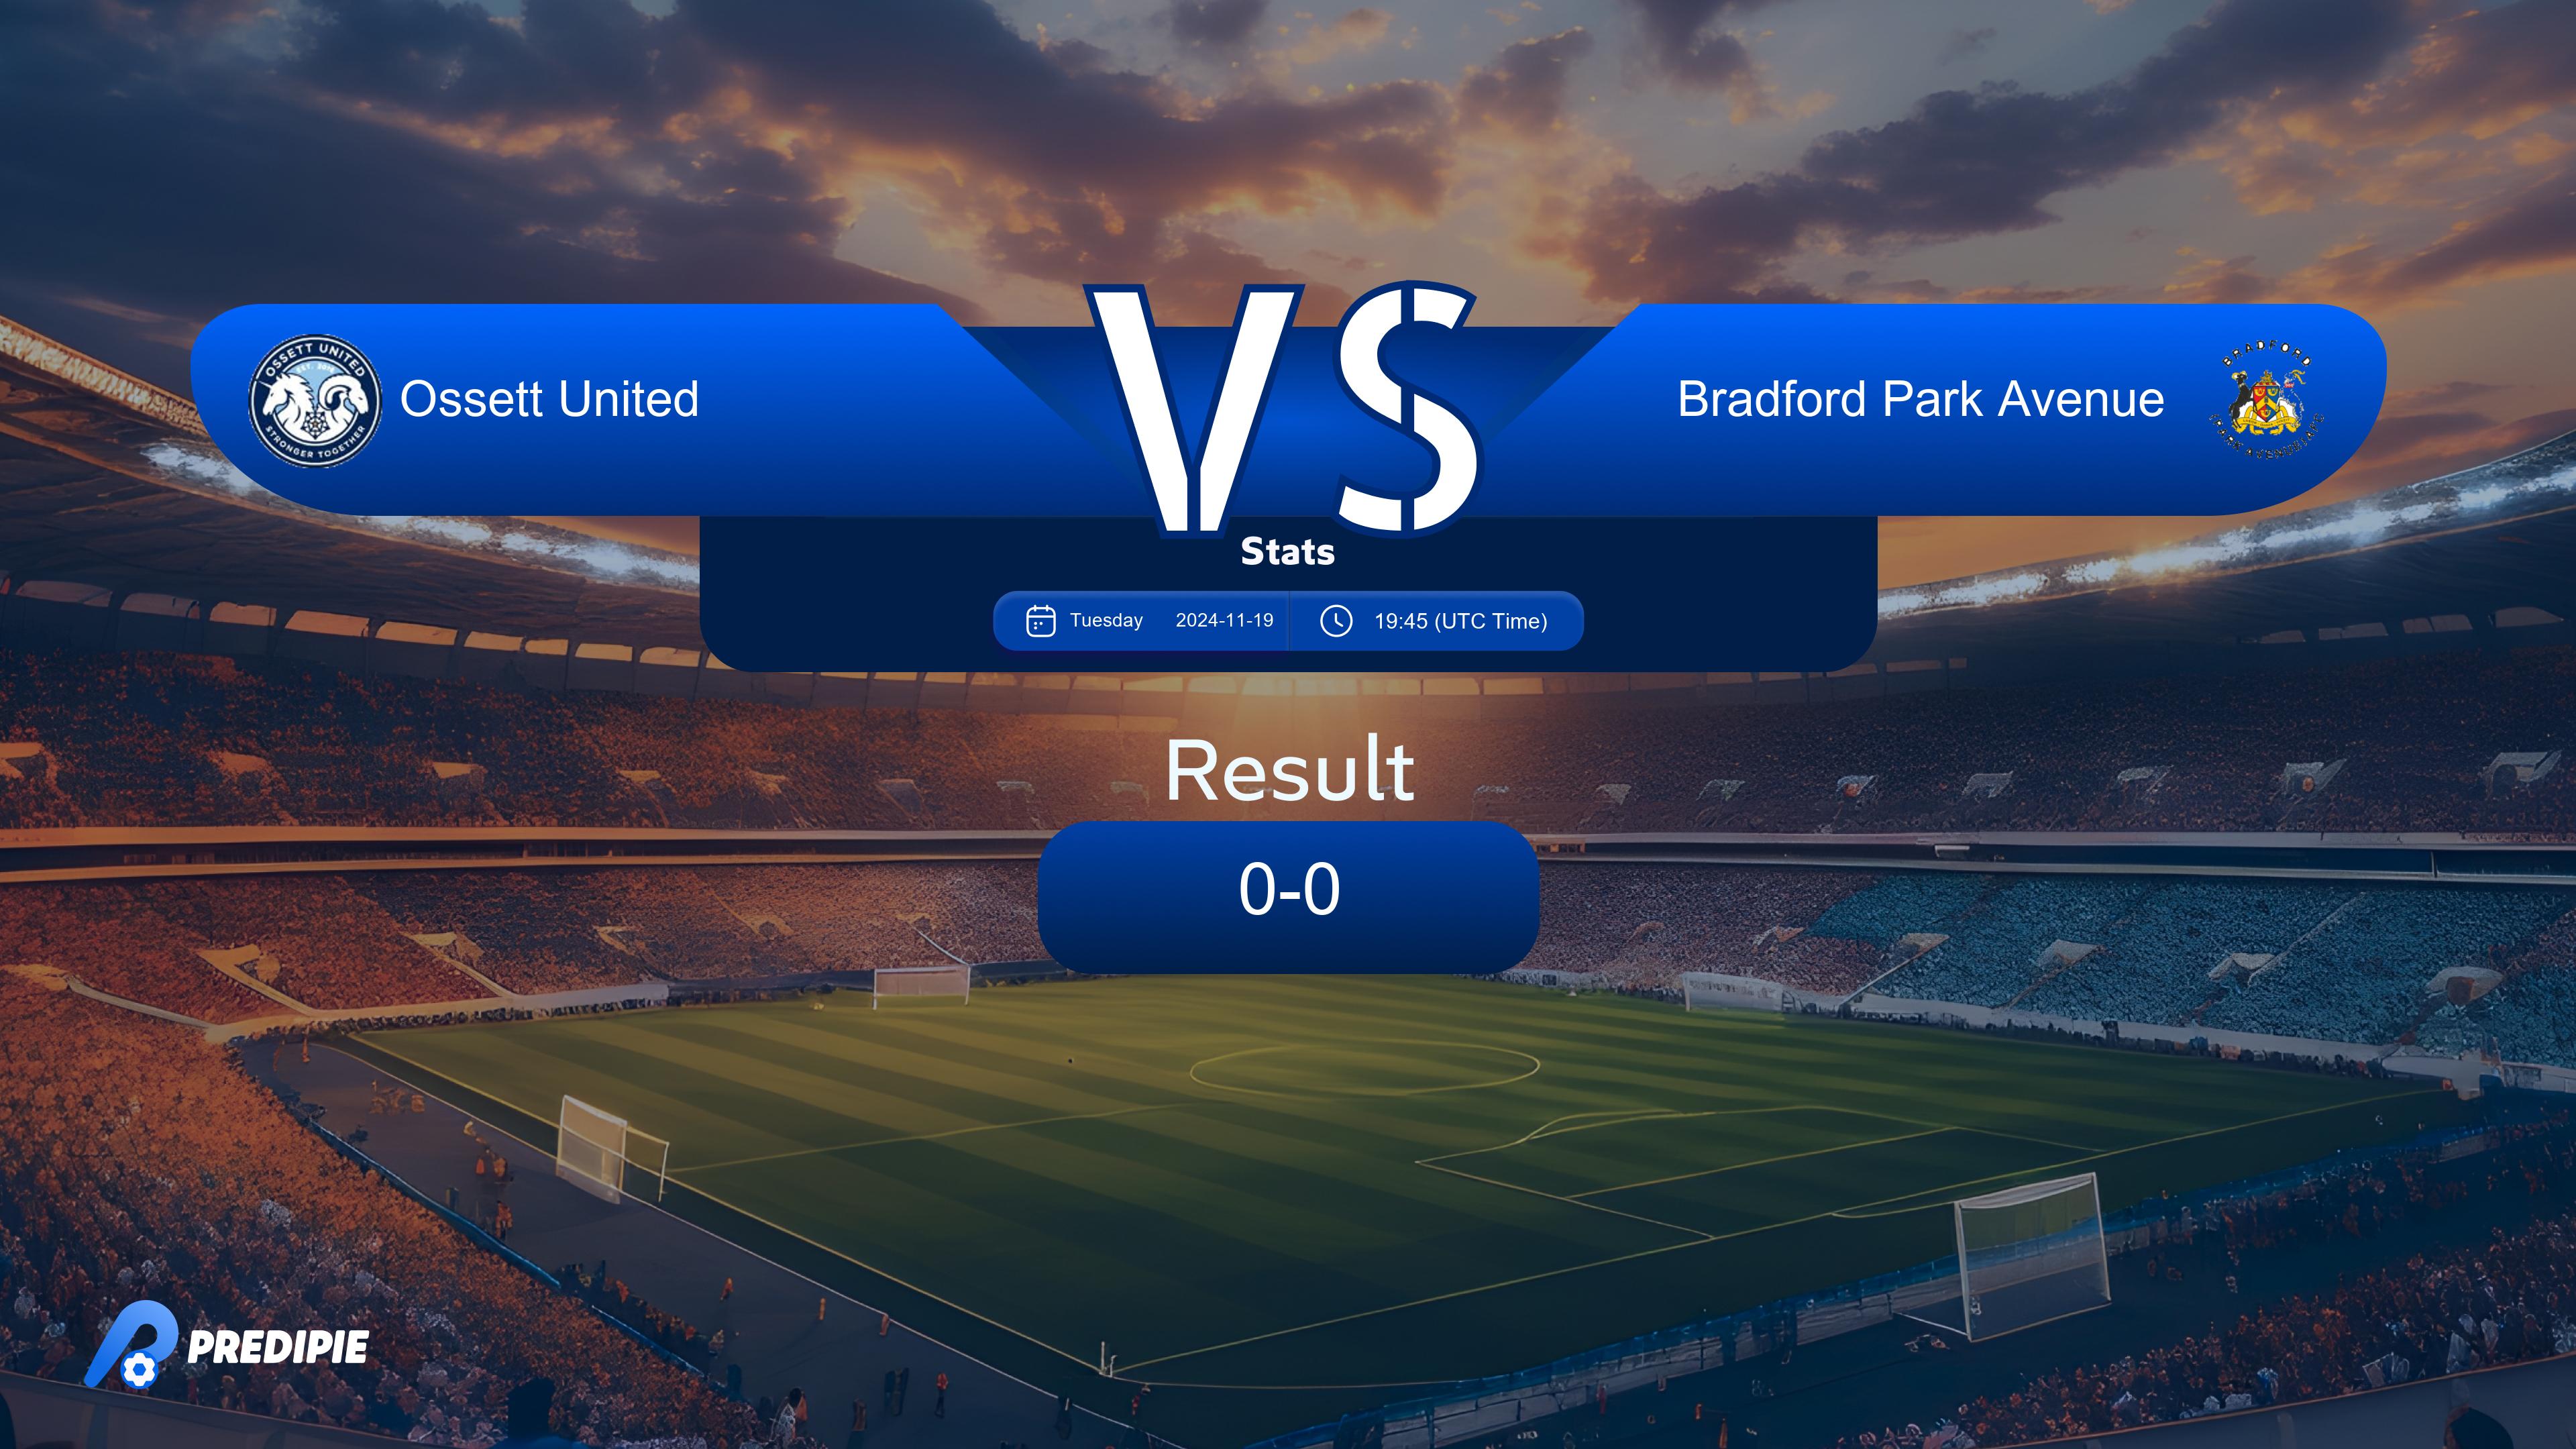 OSSETT UNITED
EST. 2018
STRONGER TOGETHER
Ossett United
VS
Bradford Park Avenue
BRADFORD
Stats
Tuesday 2024-11-19 19:45 (UTC Time)
Result
0-0
PREDIPIE